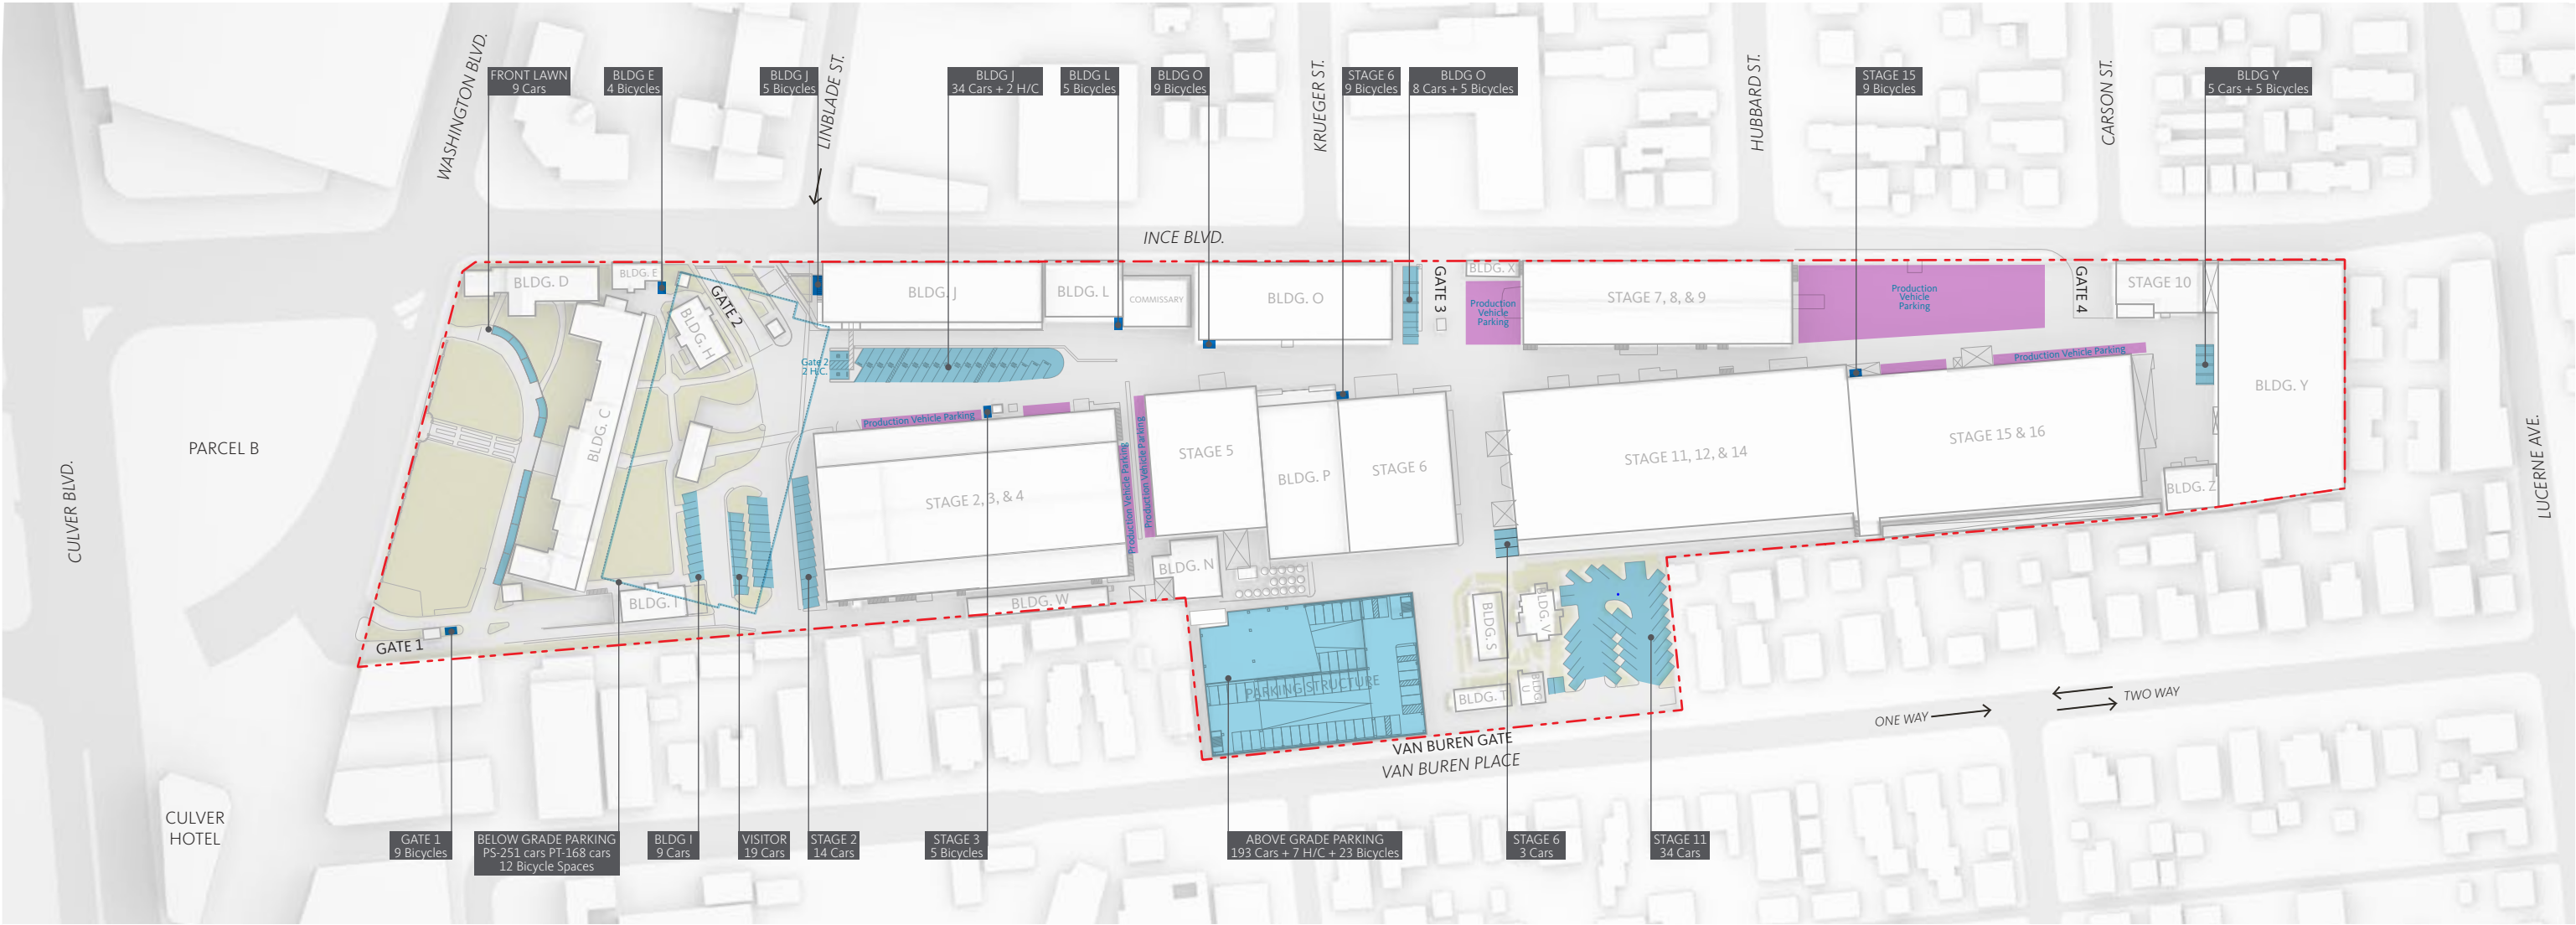 FRONT LAWN
9 Cars
BLDG E
4 Bicycles
BLDG J
5 Bicycles
BLDG J
34 Cars + 2 H/C
BLDG L
5 Bicycles
BLDG O
9 Bicycles
STAGE 6
9 Bicycles
BLDG O
8 Cars + 5 Bicycles
STAGE 15
9 Bicycles
BLDG Y
5 Cars + 5 Bicycles
WASHINGTON BLVD.
LINBLADE ST.
KRUEGER ST.
HUBBARD ST.
CARSON ST.
INCE BLVD.
BLDG. D
BLDG. E
GATE 2
BLDG. H
BLDG. J
BLDG. L
COMMISSARY
BLDG. O
GATE 3
BLDG. X
Production
Vehicle
Parking
STAGE 7, 8, & 9
Production
Vehicle
Parking
GATE 4
STAGE 10
Gate 2
2 H.C.
Production Vehicle Parking
BLDG. Y
BLDG. C
Production Vehicle Parking
PARCEL B
CULVER BLVD.
STAGE 2, 3, & 4
Production Vehicle Parking
Production Vehicle Parking
STAGE 5
BLDG. P
STAGE 6
STAGE 11, 12, & 14
STAGE 15 & 16
BLDG. Z
LUCERNE AVE.
BLDG. N
BLDG. I
BLDG. W
BLDG. S
BLDG. V
GATE 1
PARKING STRUCTURE
BLDG. T
BLDG
U
VAN BUREN GATE
VAN BUREN PLACE
ONE WAY
TWO WAY
CULVER
HOTEL
GATE 1
9 Bicycles
BELOW GRADE PARKING
PS-251 cars PT-168 cars
12 Bicycle Spaces
BLDG I
9 Cars
VISITOR
19 Cars
STAGE 2
14 Cars
STAGE 3
5 Bicycles
ABOVE GRADE PARKING
193 Cars + 7 H/C + 23 Bicycles
STAGE 6
3 Cars
STAGE 11
34 Cars